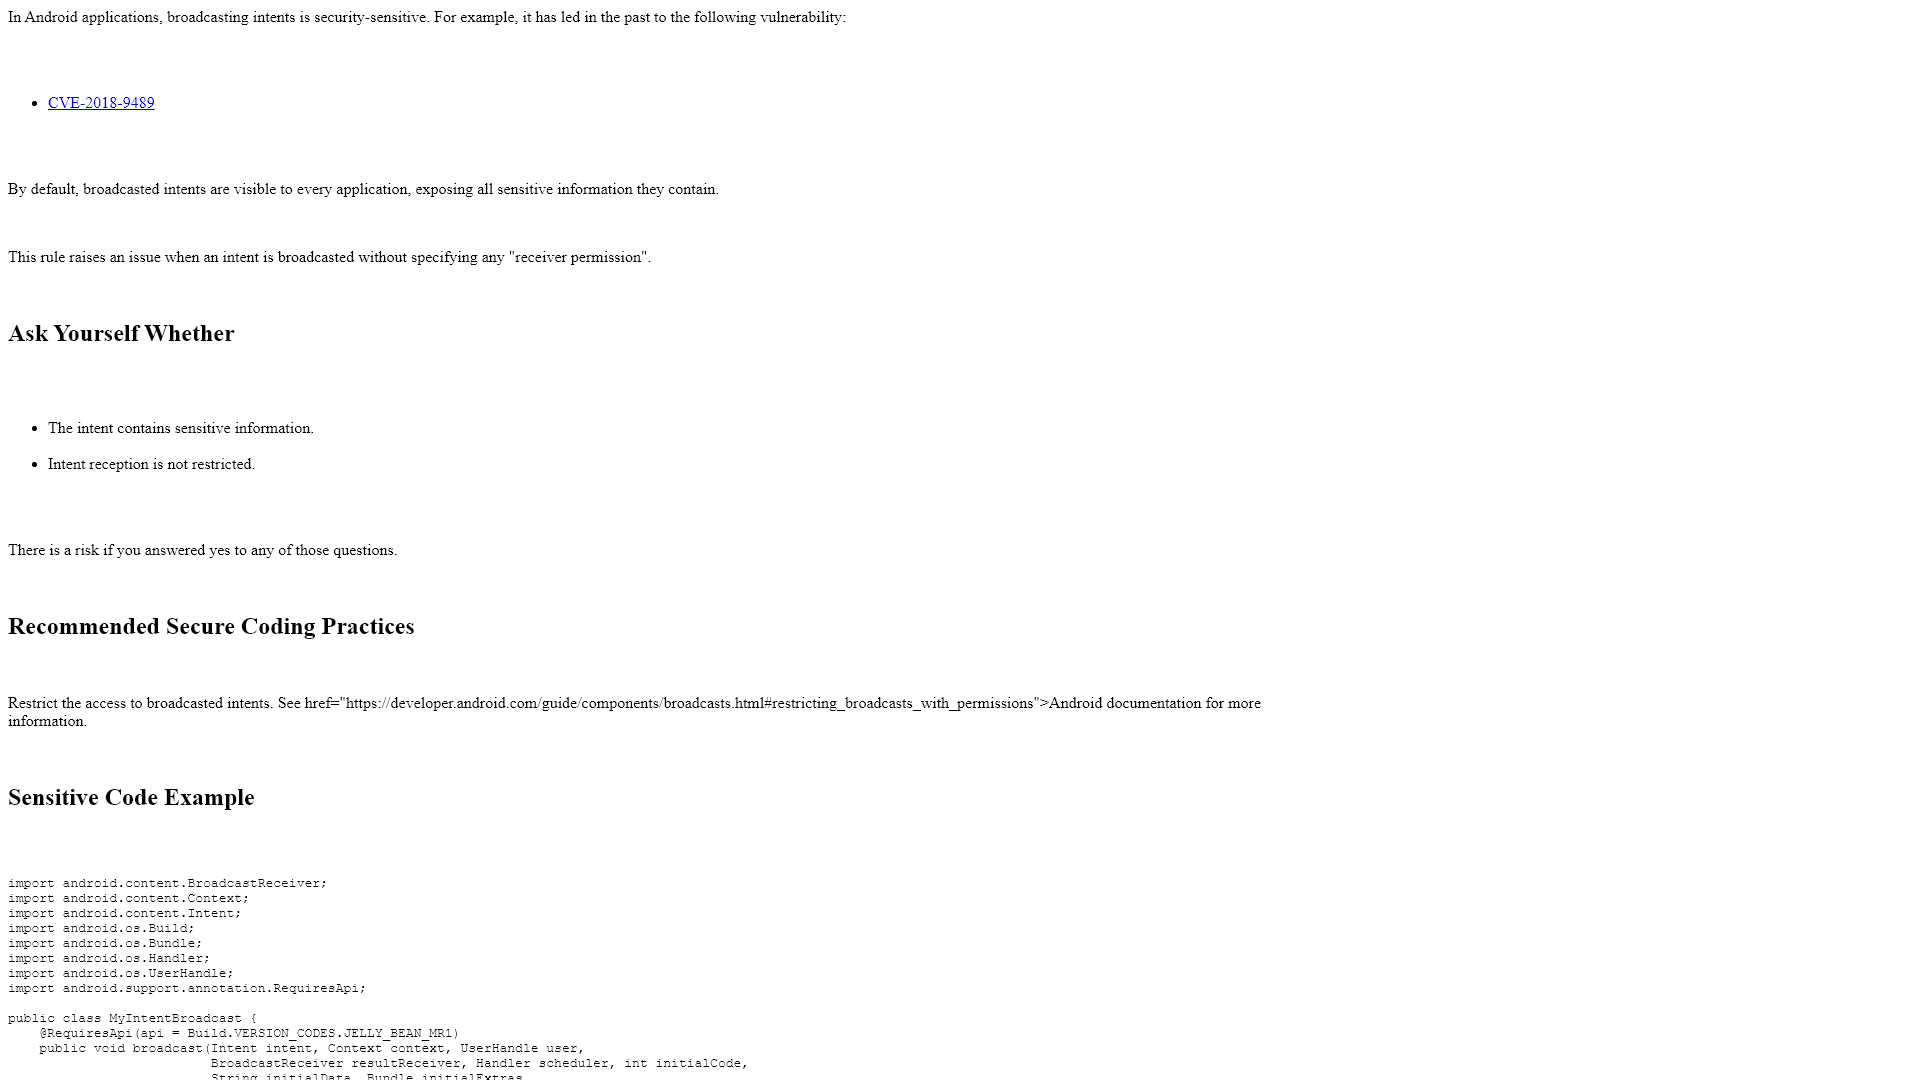 In Android applications, broadcasting intents is security-sensitive. For example, it has led in the past to the following vulnerability:
• CVE-2018-9489
By default, broadcasted intents are visible to every application, exposing all sensitive information they contain.
This rule raises an issue when an intent is broadcasted without specifying any "receiver permission".
Ask Yourself Whether
• The intent contains sensitive information.
• Intent reception is not restricted.
There is a risk if you answered yes to any of those questions.
Recommended Secure Coding Practices
Restrict the access to broadcasted intents. See href="https://developer.android.com/guide/components/broadcasts.html#restricting_broadcasts_with_permissions">Android documentation for more
information.
Sensitive Code Example
import android.content.BroadcastReceiver;
import android.content.Context;
import android.content.Intent;
import android.os.Build;
import android.os.Bundle;
import android.os.Handler;
import android.os.UserHandle;
import android.support.annotation.RequiresApi;
public class MyIntentBroadcast {
    @RequiresApi(api = Build.VERSION_CODES.JELLY_BEAN_MR1)
    public void broadcast(Intent intent, Context context, UserHandle user,
                          BroadcastReceiver resultReceiver, Handler scheduler, int initialCode,
                          String initialData, Bundle initialExtras,